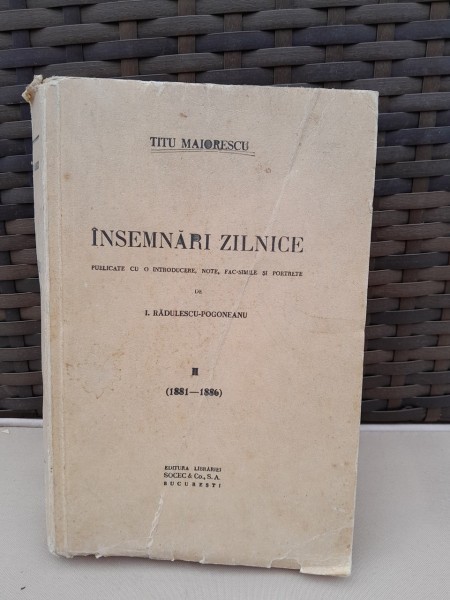 TITU MAIORESCU
ÎNSEMNĂRI ZILNICE
PUBLICATE CU O INTRODUCERE, NOTE, FAC-SIMILE ȘI PORTRETE
DE
I. RĂDULESCU-POGONEANU
II
(1881—1886)
EDITURA LIBRĂRIEI
SOCEC & Co., S. A.
BUCUREȘTI